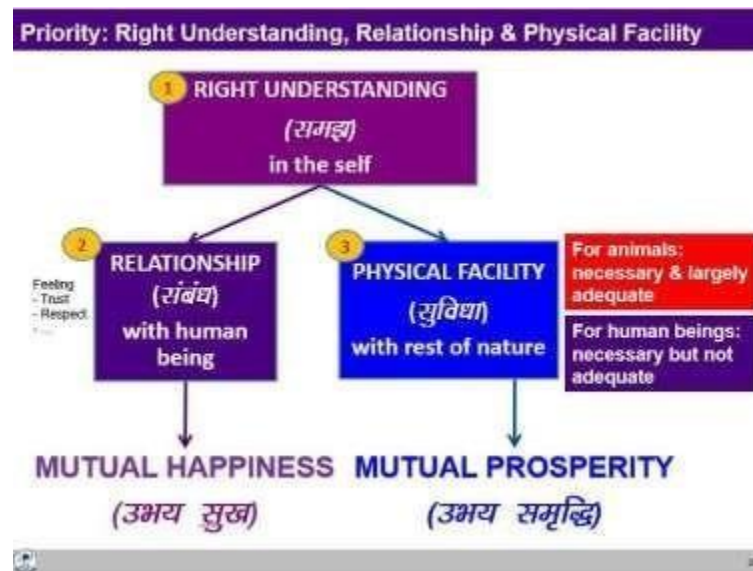 Priority: Right Understanding, Relationship & Physical Facility
1
RIGHT UNDERSTANDING
(समझ)
in the self
2
RELATIONSHIP
(संबंध)
with human
being
Feeling
- Trust
- Respect
- ...
3
PHYSICAL FACILITY
(सुविधा)
with rest of nature
For animals:
necessary & largely
adequate
For human beings:
necessary but not
adequate
MUTUAL HAPPINESS
(उभय सुख)
MUTUAL PROSPERITY
(उभय समृद्धि)